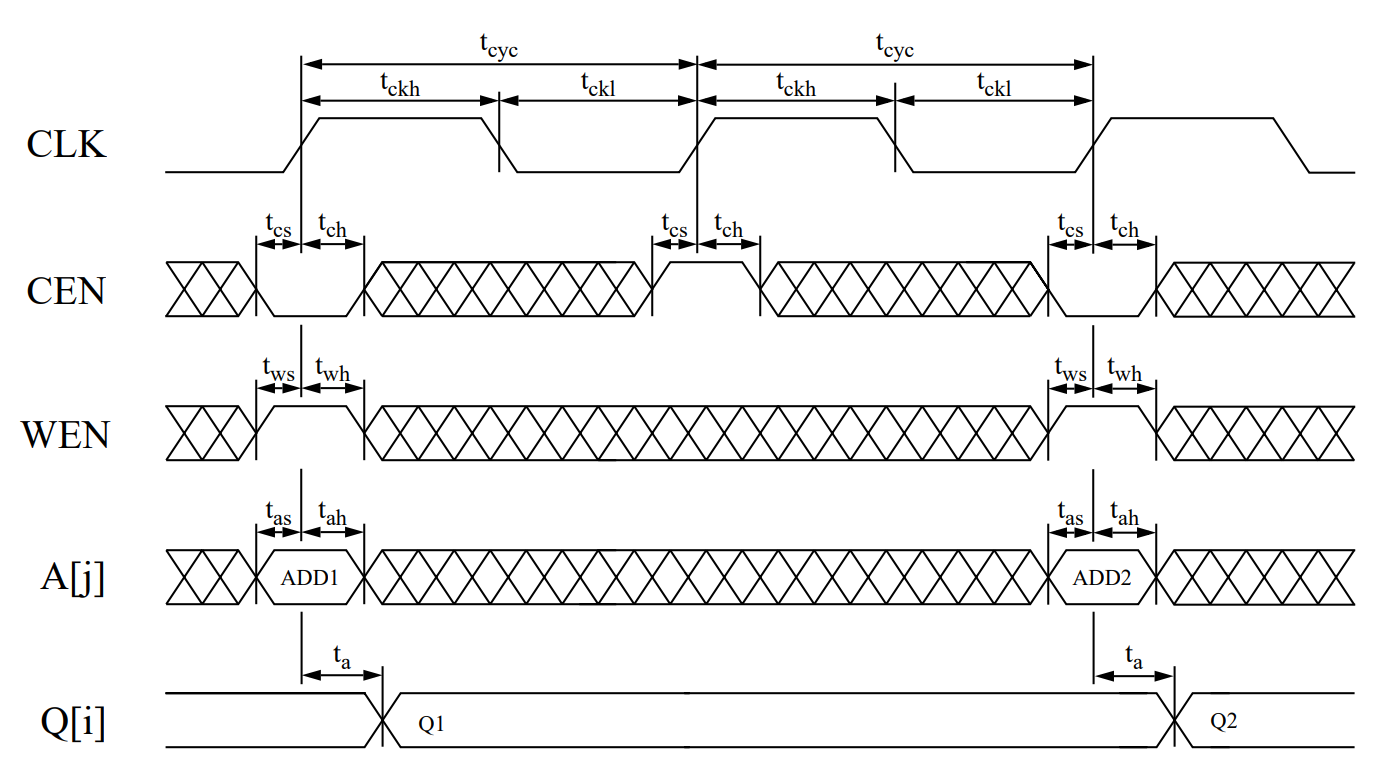 tcyc tcyc
tckh tckl tckh tckl
CLK
tcs tch tcs tch tcs tch
CEN
tws twh tws twh
WEN
tas tah tas tah
A[j] ADD1 ADD2
ta ta
Q[i] Q1 Q2